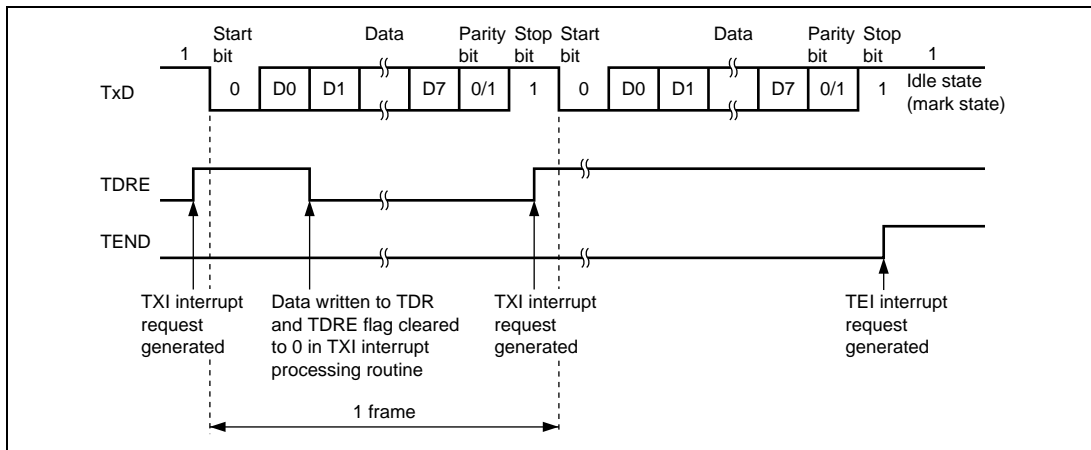 Start Data Parity Stop Start Data Parity Stop
1 bit bit bit bit bit bit 1
TxD 0 D0 D1 D7 0/1 1 0 D0 D1 D7 0/1 1 Idle state
(mark state)
TDRE
TEND
TXI interrupt
request
generated
Data written to TDR
and TDRE flag cleared
to 0 in TXI interrupt
processing routine
TXI interrupt
request
generated
TEI interrupt
request
generated
1 frame